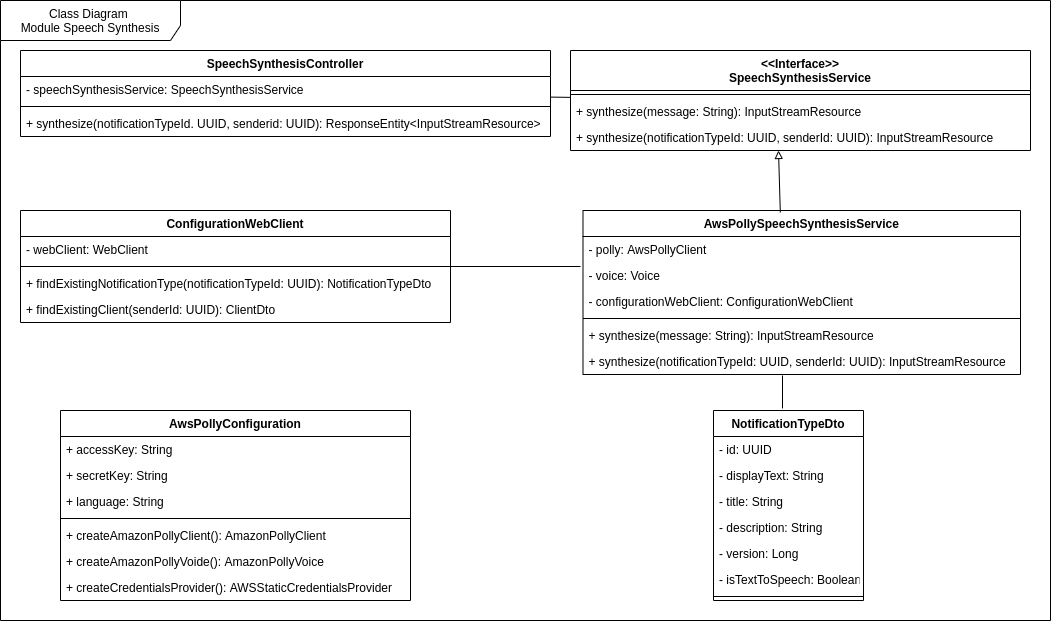 Class Diagram
Module Speech Synthesis
SpeechSynthesisController
- speechSynthesisService: SpeechSynthesisService
+ synthesize(notificationTypeId. UUID, senderid: UUID): ResponseEntity<InputStreamResource>
<<Interface>>
SpeechSynthesisService
+ synthesize(message: String): InputStreamResource
+ synthesize(notificationTypeId: UUID, senderId: UUID): InputStreamResource
ConfigurationWebClient
- webClient: WebClient
+ findExistingNotificationType(notificationTypeId: UUID): NotificationTypeDto
+ findExistingClient(senderId: UUID): ClientDto
AwsPollySpeechSynthesisService
- polly: AwsPollyClient
- voice: Voice
- configurationWebClient: ConfigurationWebClient
+ synthesize(message: String): InputStreamResource
+ synthesize(notificationTypeId: UUID, senderId: UUID): InputStreamResource
AwsPollyConfiguration
+ accessKey: String
+ secretKey: String
+ language: String
+ createAmazonPollyClient(): AmazonPollyClient
+ createAmazonPollyVoide(): AmazonPollyVoice
+ createCredentialsProvider(): AWSStaticCredentialsProvider
NotificationTypeDto
- id: UUID
- displayText: String
- title: String
- description: String
- version: Long
- isTextToSpeech: Boolean